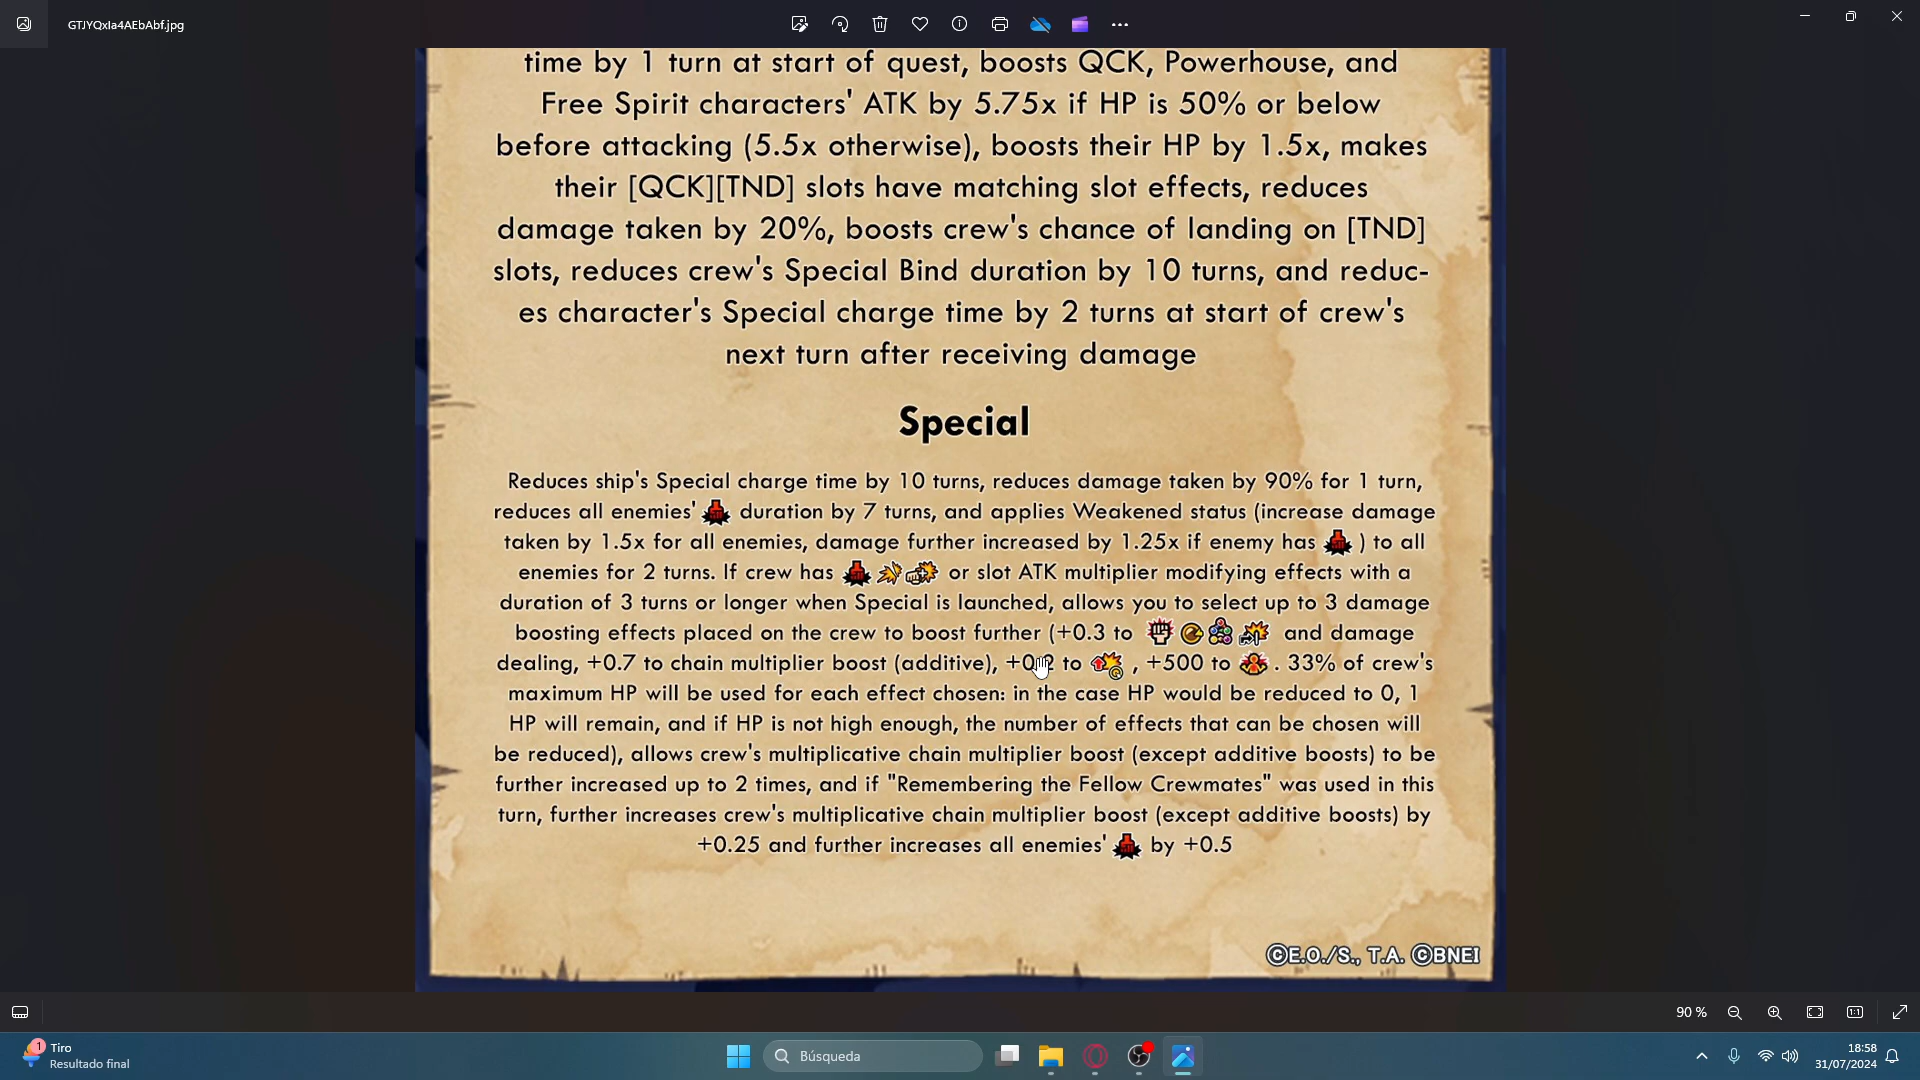 GTJYQxIa4AEbAbf.jpg
time by 1 turn at start of quest, boosts QCK, Powerhouse, and
Free Spirit characters' ATK by 5.75x if HP is 50% or below
before attacking (5.5x otherwise), boosts their HP by 1.5x, makes
their [QCK][TND] slots have matching slot effects, reduces
damage taken by 20%, boosts crew's chance of landing on [TND]
slots, reduces crew's Special Bind duration by 10 turns, and reduc-
es character's Special charge time by 2 turns at start of crew's
next turn after receiving damage
Special
Reduces ship's Special charge time by 10 turns, reduces damage taken by 90% for 1 turn,
reduces all enemies' duration by 7 turns, and applies Weakened status (increase damage
taken by 1.5x for all enemies, damage further increased by 1.25x if enemy has ) to all
enemies for 2 turns. If crew has or slot ATK multiplier modifying effects with a
duration of 3 turns or longer when Special is launched, allows you to select up to 3 damage
boosting effects placed on the crew to boost further (+0.3 to and damage
dealing, +0.7 to chain multiplier boost (additive), +0.2 to , +500 to . 33% of crew's
maximum HP will be used for each effect chosen: in the case HP would be reduced to 0, 1
HP will remain, and if HP is not high enough, the number of effects that can be chosen will
be reduced), allows crew's multiplicative chain multiplier boost (except additive boosts) to be
further increased up to 2 times, and if "Remembering the Fellow Crewmates" was used in this
turn, further increases crew's multiplicative chain multiplier boost (except additive boosts) by
+0.25 and further increases all enemies' by +0.5
©E.O./S., T.A. ©BNEI
90 %
1:1
1
Tiro
Resultado final
Búsqueda
18:58
31/07/2024